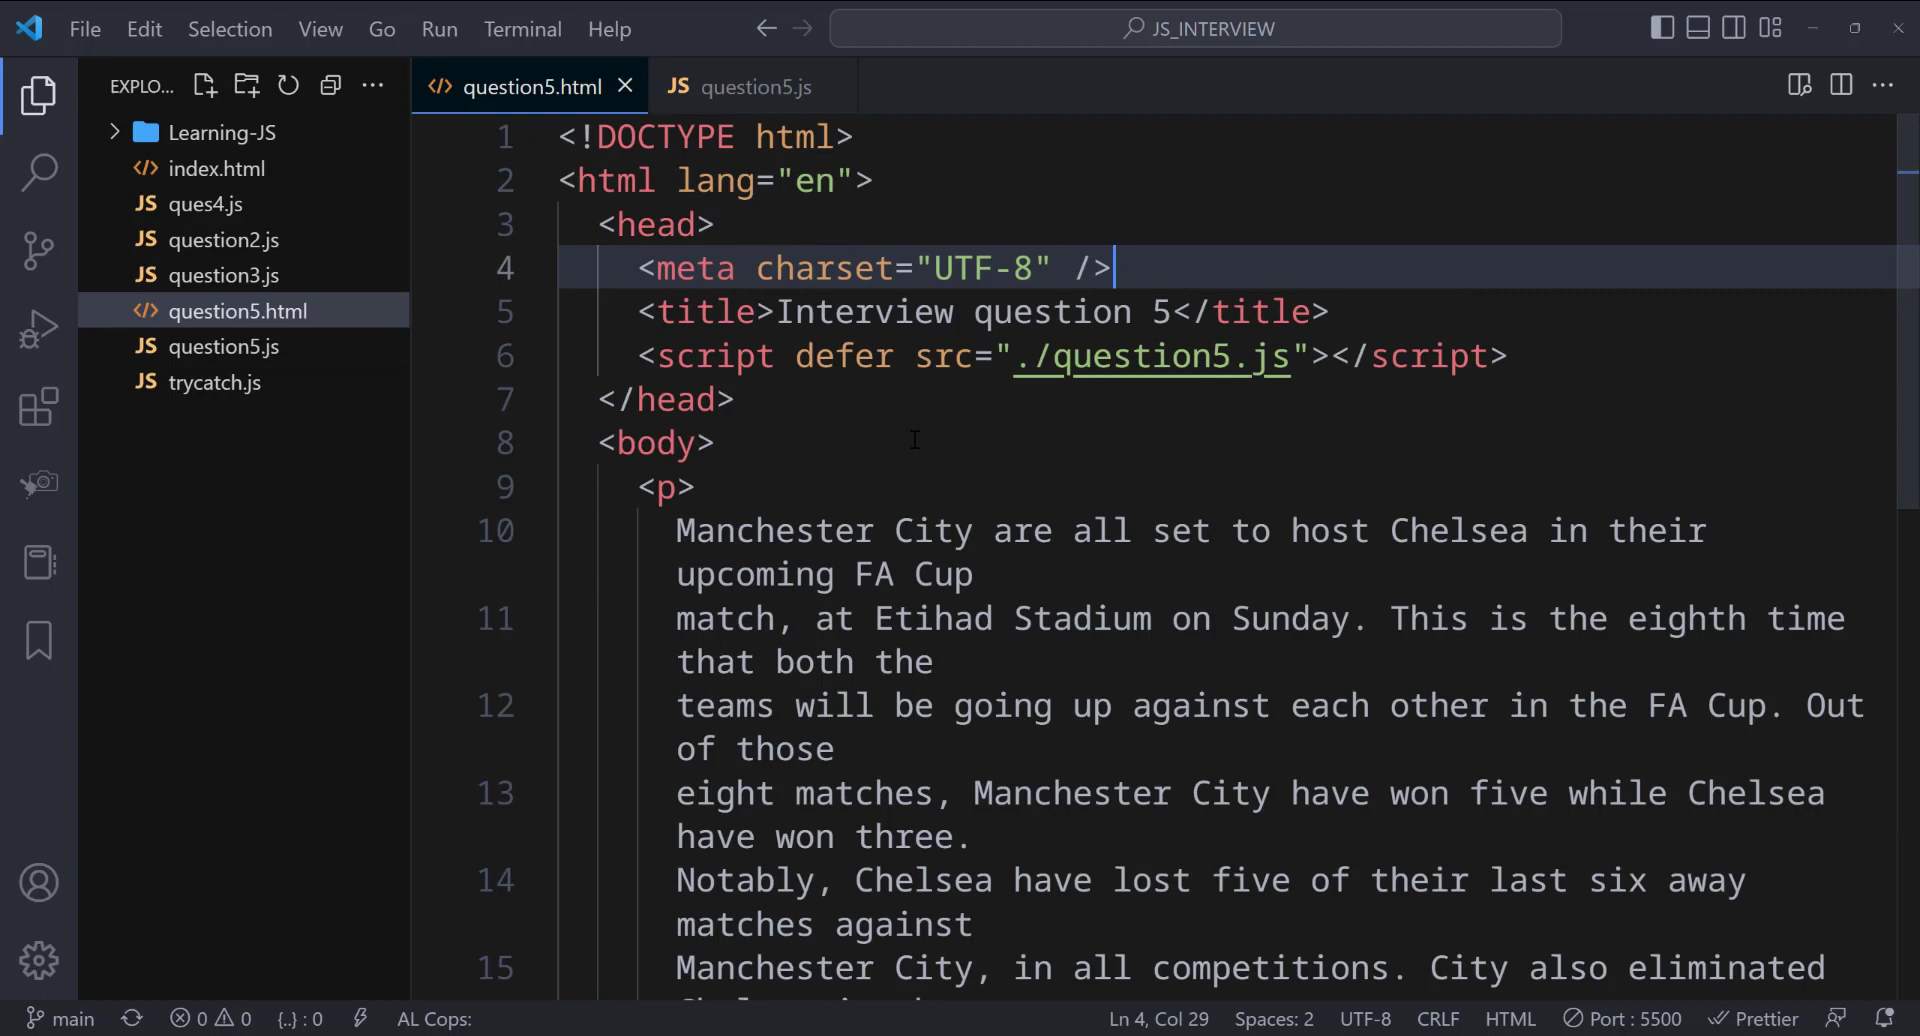 File Edit Selection View Go Run Terminal Help
JS_INTERVIEW
EXPLO...
Learning-JS
index.html
JS ques4.js
JS question2.js
JS question3.js
question5.html
JS question5.js
JS trycatch.js
question5.html
JS question5.js
1 <!DOCTYPE html>
2 <html lang="en">
3 <head>
4 <meta charset="UTF-8" />
5 <title>Interview question 5</title>
6 <script defer src="./question5.js"></script>
7 </head>
8 <body>
9 <p>
10 Manchester City are all set to host Chelsea in their
upcoming FA Cup
11 match, at Etihad Stadium on Sunday. This is the eighth time
that both the
12 teams will be going up against each other in the FA Cup. Out
of those
13 eight matches, Manchester City have won five while Chelsea
have won three.
14 Notably, Chelsea have lost five of their last six away
matches against
15 Manchester City, in all competitions. City also eliminated
main 0 0 {..} : 0 AL Cops: Ln 4, Col 29 Spaces: 2 UTF-8 CRLF HTML Port : 5500 Prettier